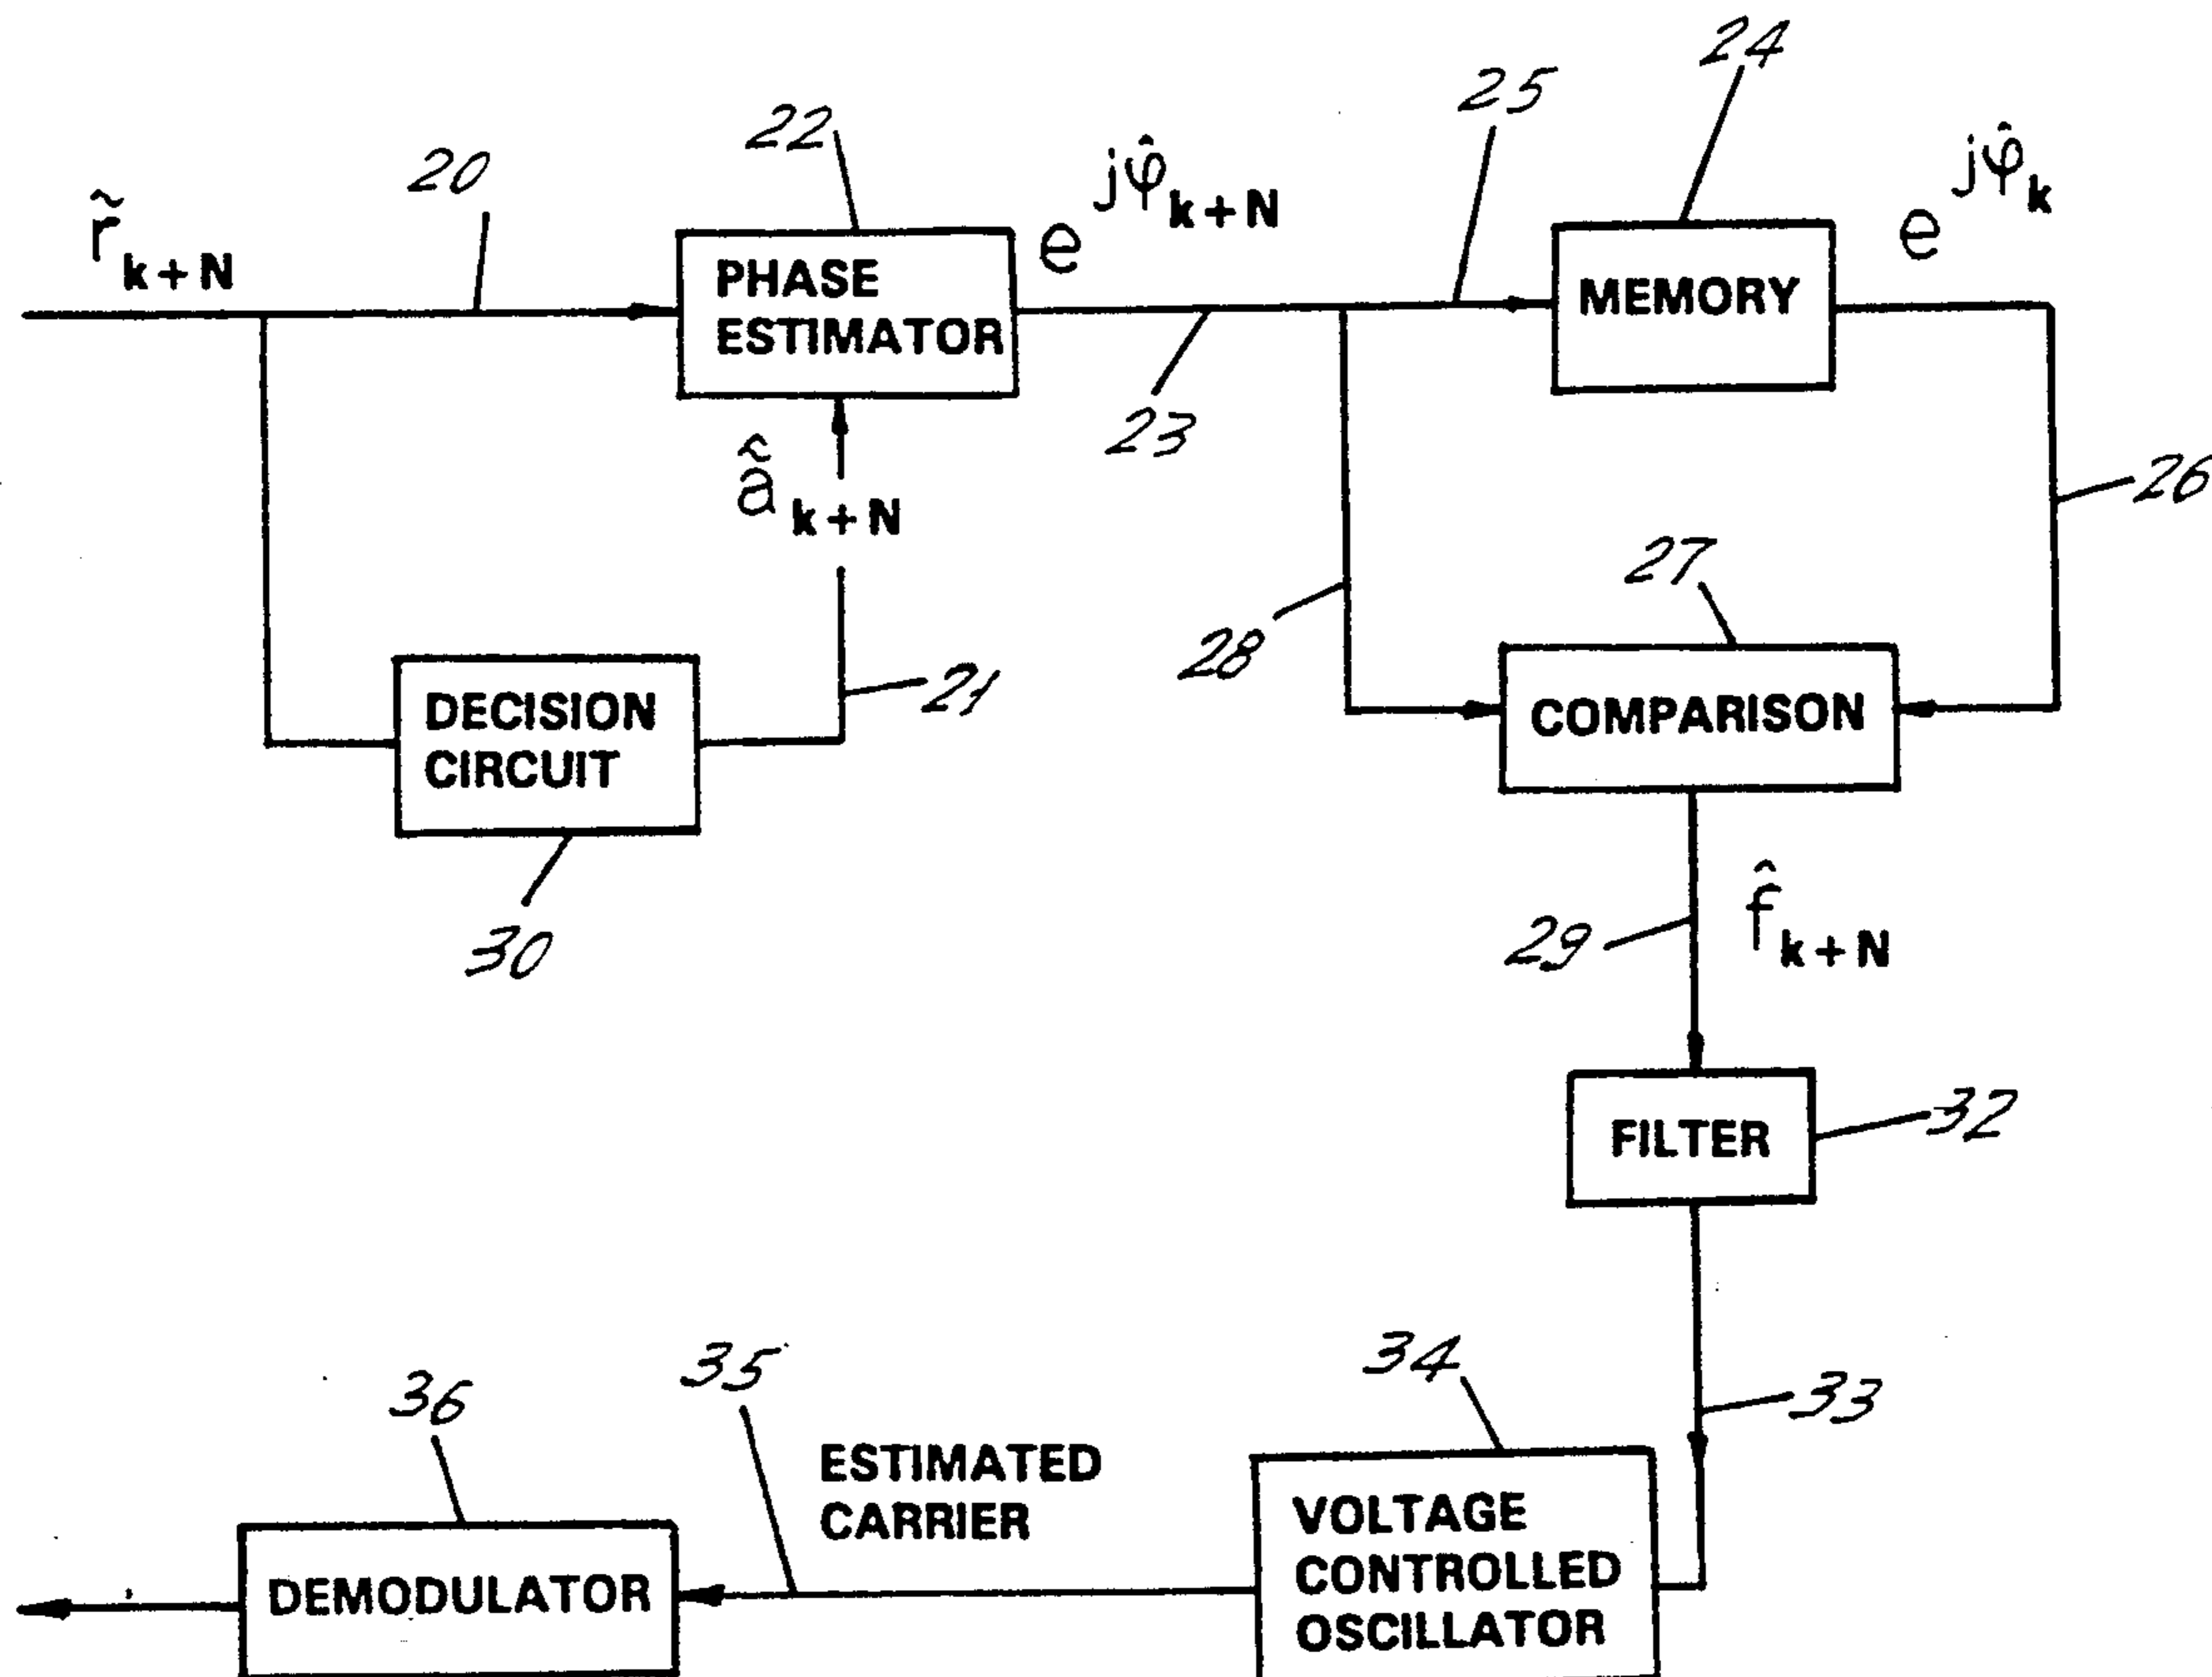 24
25
22
20
r̃ k+N
PHASE
ESTIMATOR
e jφ̂ k+N
MEMORY
e jφ̂ k
23
ã̂ k+N
26
27
28
21
DECISION
CIRCUIT
COMPARISON
30
29
f̂ k+N
FILTER
32
33
34
35
36
ESTIMATED
CARRIER
VOLTAGE
CONTROLLED
OSCILLATOR
DEMODULATOR